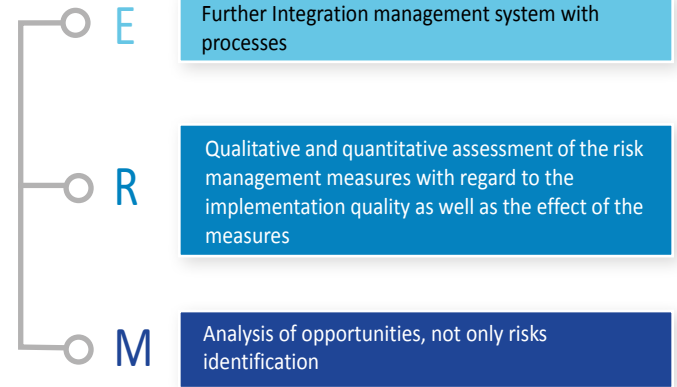 E
Further Integration management system with
processes
R
Qualitative and quantitative assessment of the risk
management measures with regard to the
implementation quality as well as the effect of the
measures
M
Analysis of opportunities, not only risks
identification